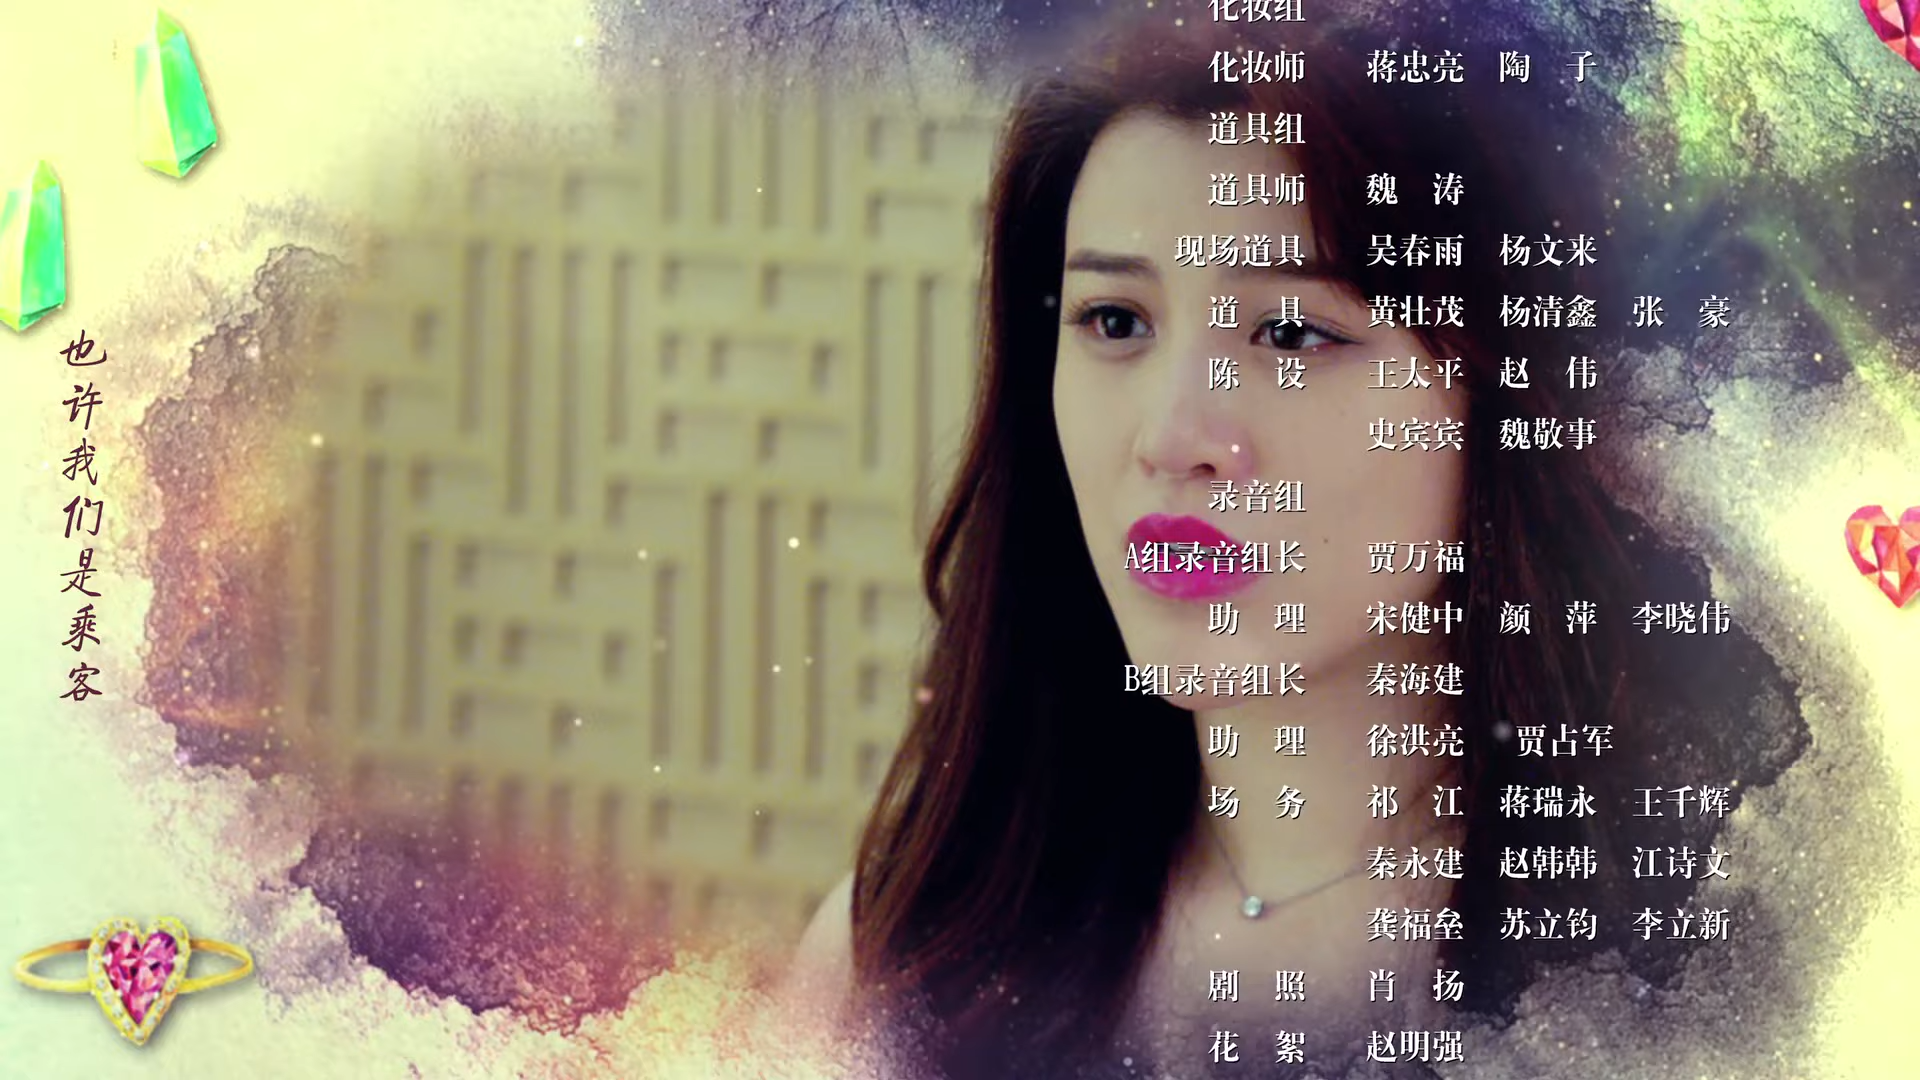 化妆组
化妆师 蒋忠亮 陶 子
道具组
道具师 魏 涛
现场道具 吴春雨 杨文来
道 具 黄壮茂 杨清鑫 张 豪
陈 设 王太平 赵 伟
史宾宾 魏敬事
录音组
A组录音组长 贾万福
助 理 宋健中 颜 萍 李晓伟
B组录音组长 秦海建
助 理 徐洪亮 贾占军
场 务 祁 江 蒋瑞永 王千辉
秦永建 赵韩韩 江诗文
龚福垒 苏立钧 李立新
剧 照 肖 扬
花 絮 赵明强
也许我们是乘客